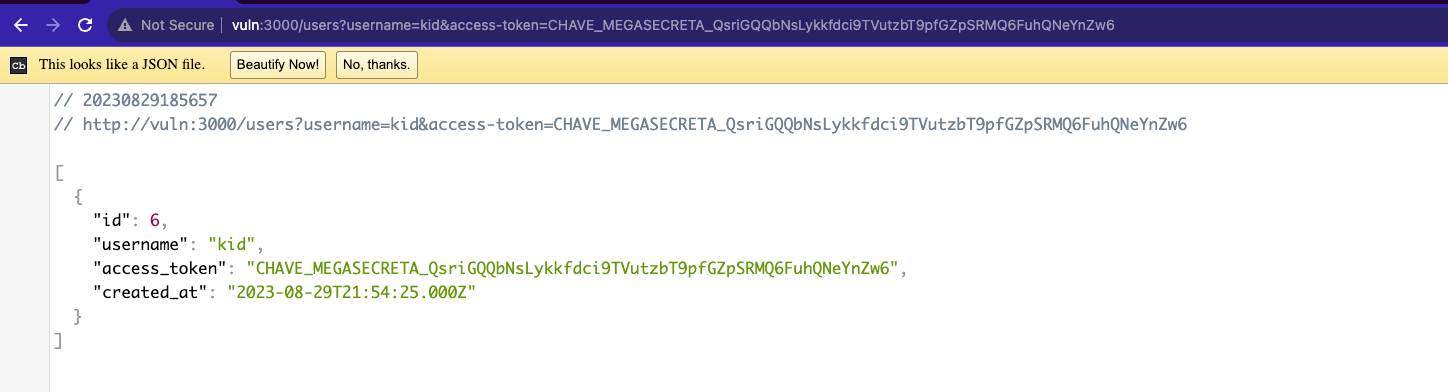 Not Secure | vuln:3000/users?username=kid&access-token=CHAVE_MEGASECRETA_QsriGQQbNsLykkfdci9TVutzbT9pfGZpSRMQ6FuhQNeYnZw6
cb This looks like a JSON file. Beautify Now! No, thanks.
// 20230829185657
// http://vuln:3000/users?username=kid&access-token=CHAVE_MEGASECRETA_QsriGQQbNsLykkfdci9TVutzbT9pfGZpSRMQ6FuhQNeYnZw6
[
{
"id": 6,
"username": "kid",
"access_token": "CHAVE_MEGASECRETA_QsriGQQbNsLykkfdci9TVutzbT9pfGZpSRMQ6FuhQNeYnZw6",
"created_at": "2023-08-29T21:54:25.000Z"
}
]